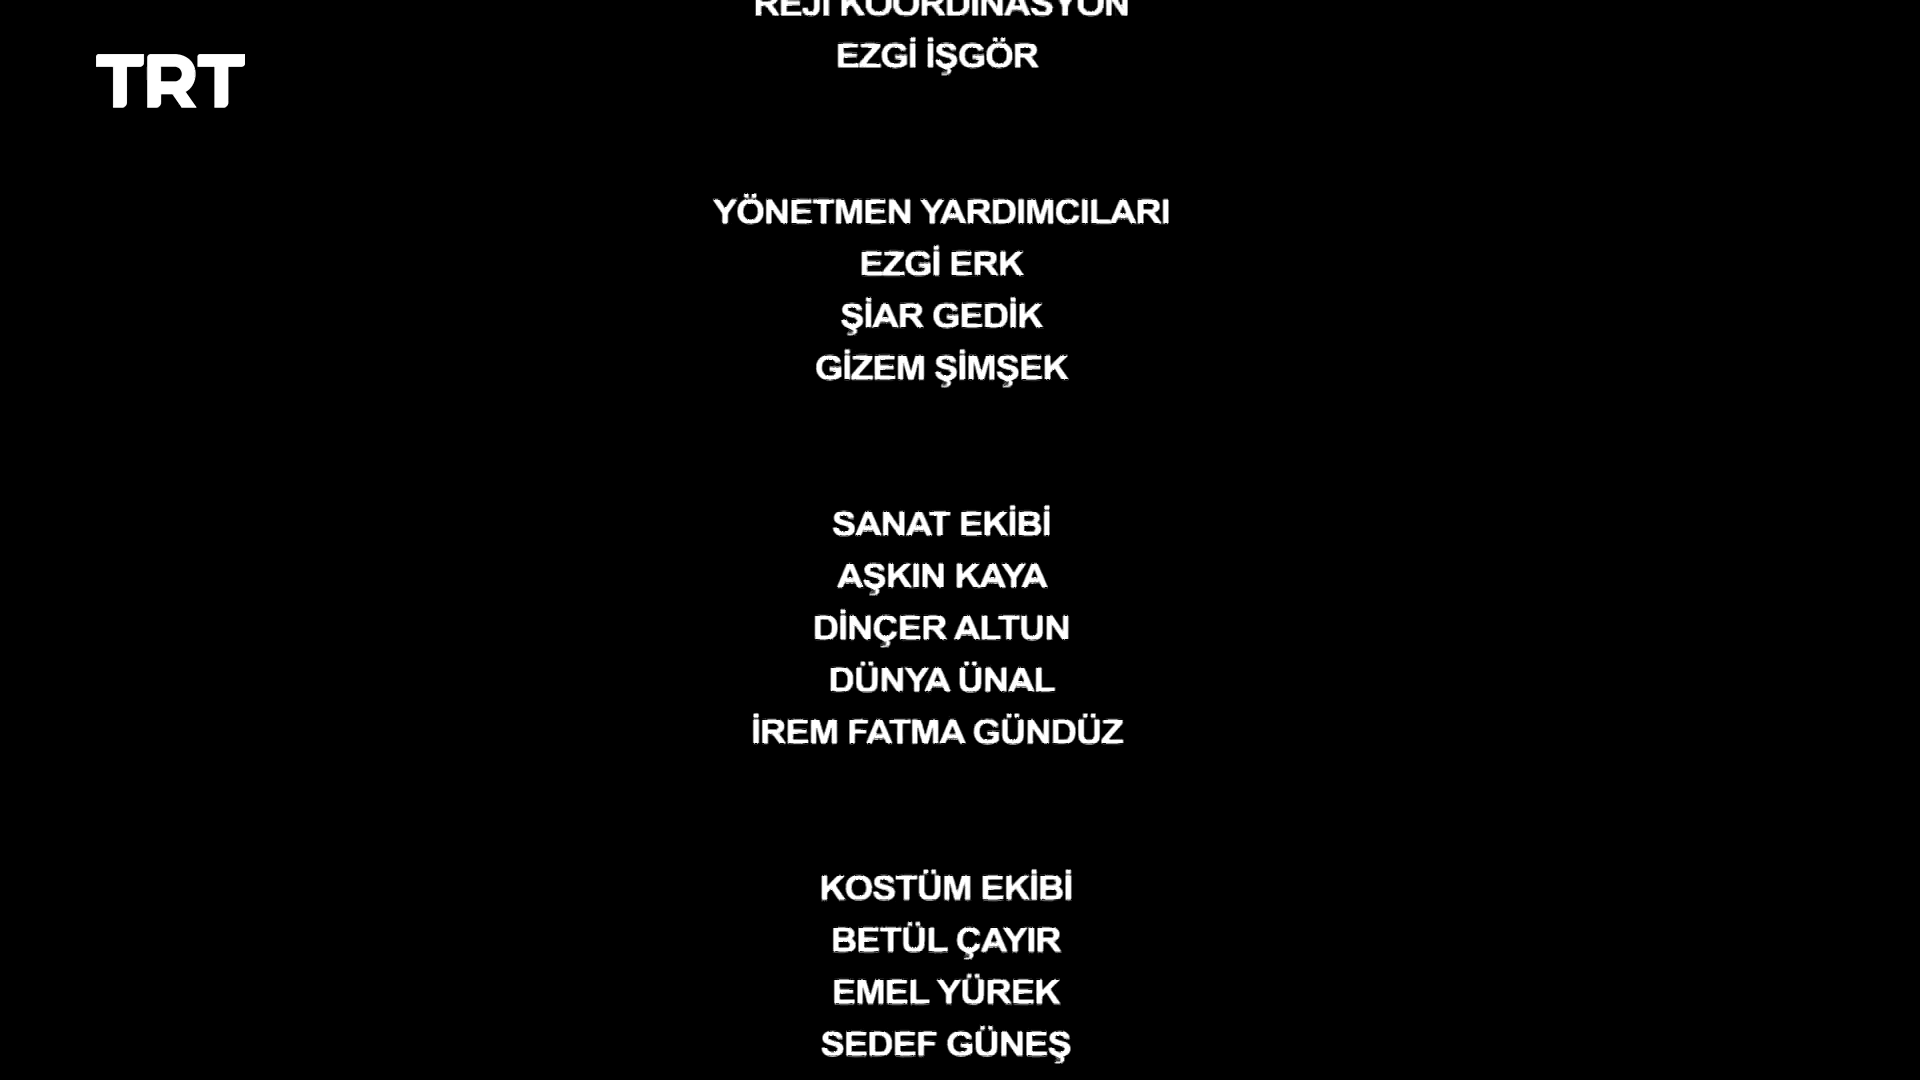 REJİ KOORDİNASYON
EZGİ İŞGÖR
TRT
YÖNETMEN YARDIMCILARI
EZGİ ERK
ŞİAR GEDİK
GİZEM ŞİMŞEK
SANAT EKİBİ
AŞKIN KAYA
DİNÇER ALTUN
DÜNYA ÜNAL
İREM FATMA GÜNDÜZ
KOSTÜM EKİBİ
BETÜL ÇAYIR
EMEL YÜREK
SEDEF GÜNEŞ